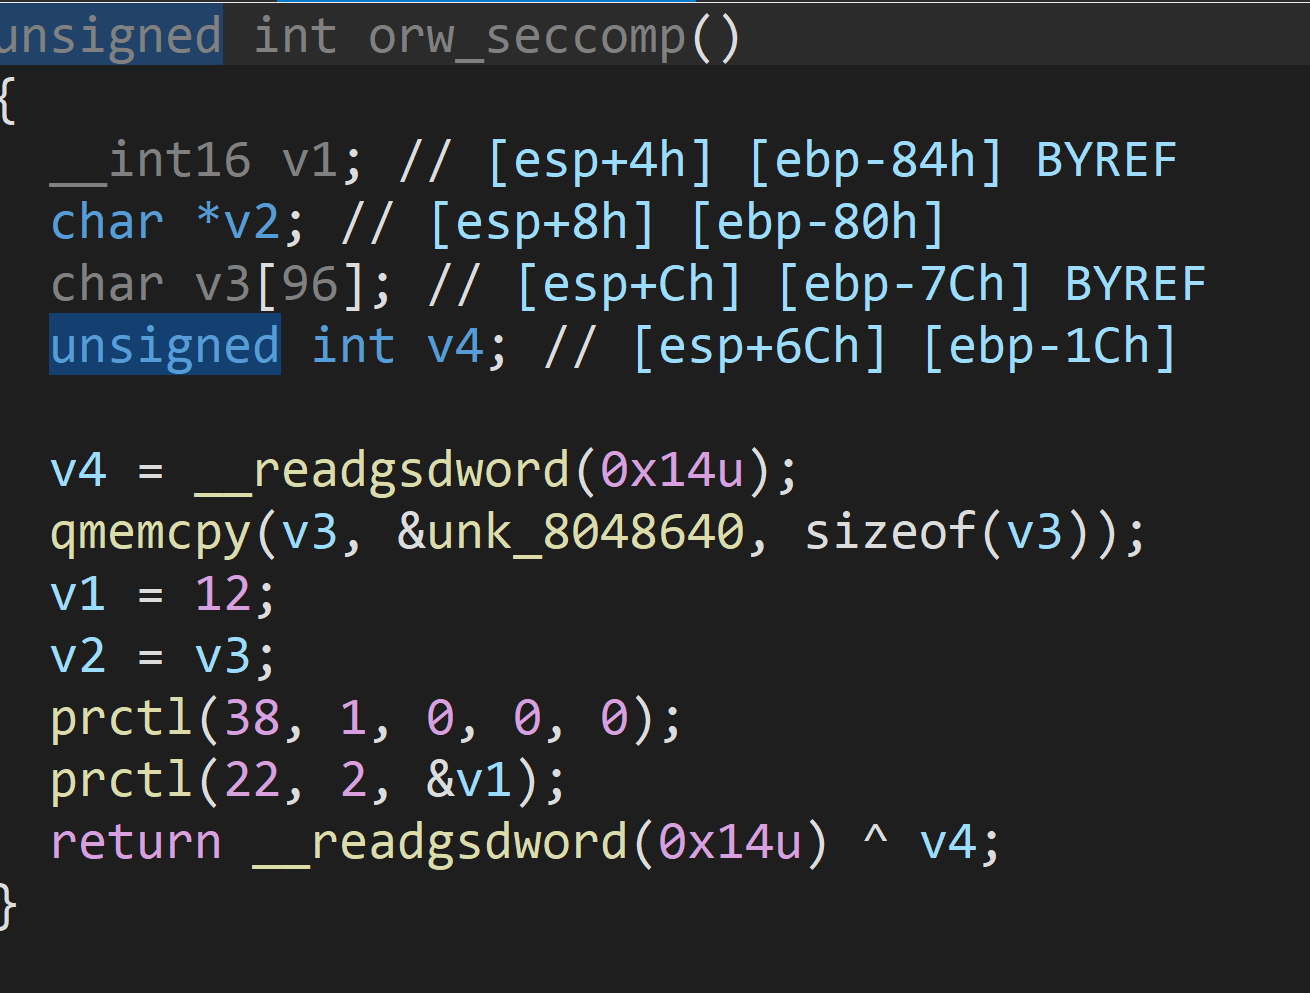 unsigned int orw_seccomp()
{
  __int16 v1; // [esp+4h] [ebp-84h] BYREF
  char *v2; // [esp+8h] [ebp-80h]
  char v3[96]; // [esp+Ch] [ebp-7Ch] BYREF
  unsigned int v4; // [esp+6Ch] [ebp-1Ch]

  v4 = __readgsdword(0x14u);
  qmemcpy(v3, &unk_8048640, sizeof(v3));
  v1 = 12;
  v2 = v3;
  prctl(38, 1, 0, 0, 0);
  prctl(22, 2, &v1);
  return __readgsdword(0x14u) ^ v4;
}